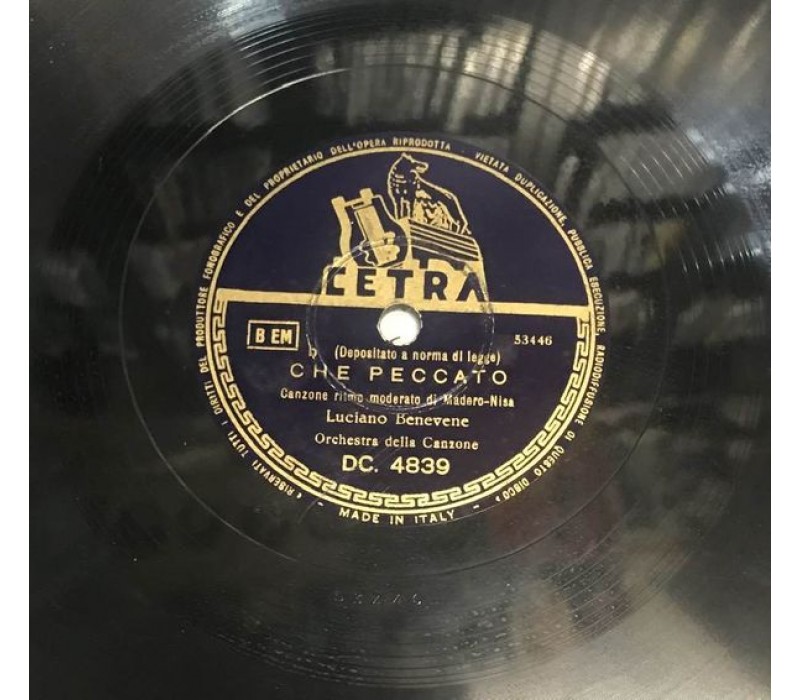 « RISERVATI TUTTI I DIRITTI DEL PRODUTTORE FONOGRAFICO E DEL PROPRIETARIO DELL'OPERA RIPRODOTTA VIETATA DUPLICAZIONE, PUBBLICA ESECUZIONE, RADIODIFFUSIONE DI QUESTO DISCO »
CETRA
B EM
53446
(Depositato a norma di legge)
CHE PECCATO
Canzone ritmo moderato di Madero-Nisa
Luciano Benevene
Orchestra della Canzone
DC. 4839
- MADE IN ITALY -